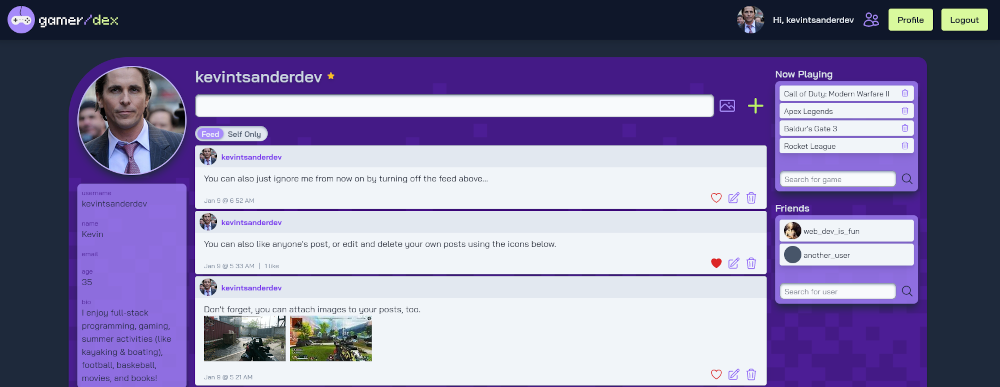 gamer/dex
Hi, kevintsanderdev
Profile
Logout
username
kevintsanderdev
name
Kevin
email
age
35
bio
I enjoy full-stack
programming, gaming,
summer activities (like
kayaking & boating),
football, basketball,
movies, and books!
kevintsanderdev
Feed
Self Only
kevintsanderdev
You can also just ignore me from now on by turning off the feed above...
Jan 9 @ 6:52 AM
kevintsanderdev
You can also like anyone's post, or edit and delete your own posts using the icons below.
Jan 9 @ 5:33 AM | 1 likes
kevintsanderdev
Don't forget, you can attach images to your posts, too.
Jan 9 @ 5:21 AM
Now Playing
Call of Duty: Modern Warfare II
Apex Legends
Baldur's Gate 3
Rocket League
Search for game
Friends
web_dev_is_fun
another_user
Search for user